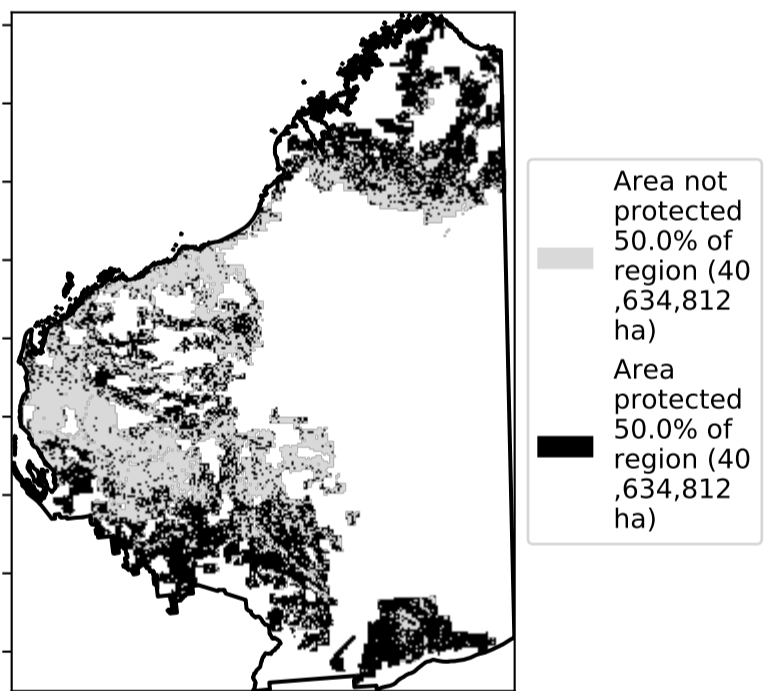 Area not
protected
50.0% of
region (40
,634,812
ha)
Area
protected
50.0% of
region (40
,634,812
ha)